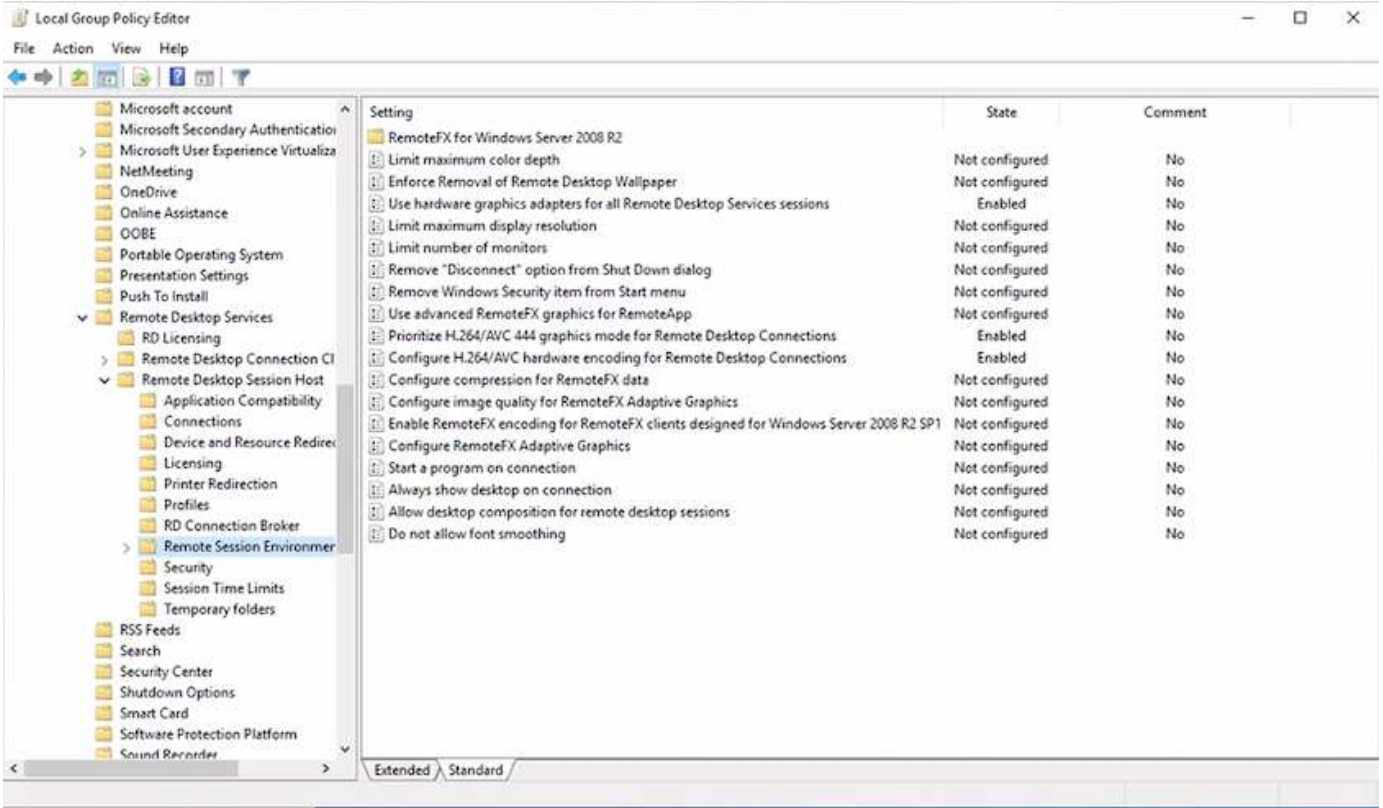 Local Group Policy Editor
File Action View Help
Microsoft account
Microsoft Secondary Authentication
Microsoft User Experience Virtualiza
NetMeeting
OneDrive
Online Assistance
OOBE
Portable Operating System
Presentation Settings
Push To Install
Remote Desktop Services
RD Licensing
Remote Desktop Connection Cl
Remote Desktop Session Host
Application Compatibility
Connections
Device and Resource Redirec
Licensing
Printer Redirection
Profiles
RD Connection Broker
Remote Session Environmen
Security
Session Time Limits
Temporary folders
RSS Feeds
Search
Security Center
Shutdown Options
Smart Card
Software Protection Platform
Sound Recorder
Setting State Comment
RemoteFX for Windows Server 2008 R2
Limit maximum color depth Not configured No
Enforce Removal of Remote Desktop Wallpaper Not configured No
Use hardware graphics adapters for all Remote Desktop Services sessions Enabled No
Limit maximum display resolution Not configured No
Limit number of monitors Not configured No
Remove "Disconnect" option from Shut Down dialog Not configured No
Remove Windows Security item from Start menu Not configured No
Use advanced RemoteFX graphics for RemoteApp Not configured No
Prioritize H.264/AVC 444 graphics mode for Remote Desktop Connections Enabled No
Configure H.264/AVC hardware encoding for Remote Desktop Connections Enabled No
Configure compression for RemoteFX data Not configured No
Configure image quality for RemoteFX Adaptive Graphics Not configured No
Enable RemoteFX encoding for RemoteFX clients designed for Windows Server 2008 R2 SP1 Not configured No
Configure RemoteFX Adaptive Graphics Not configured No
Start a program on connection Not configured No
Always show desktop on connection Not configured No
Allow desktop composition for remote desktop sessions Not configured No
Do not allow font smoothing Not configured No
Extended Standard